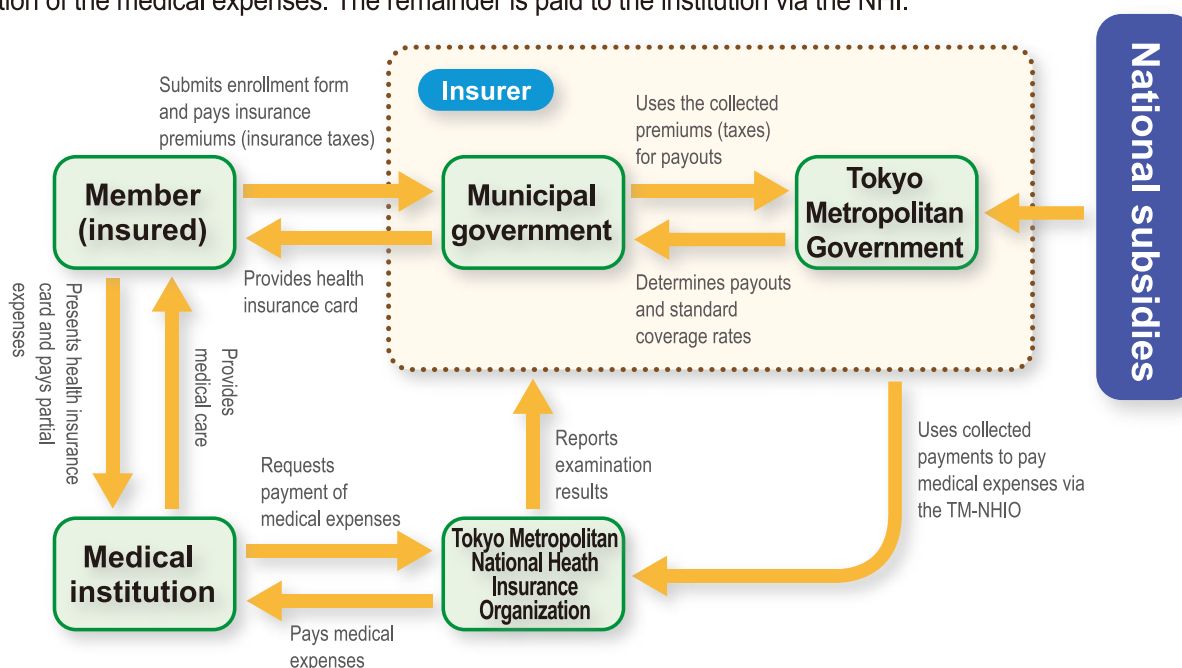 tion of the medical expenses. The remainder is paid to the institution via the NHI.
Submits enrollment form
and pays insurance
premiums (insurance taxes)
Insurer
Uses the collected
premiums (taxes)
for payouts
National subsidies
Member
(insured)
Municipal
government
Tokyo
Metropolitan
Government
Provides health
insurance card
Determines payouts
and standard
coverage rates
Presents health insurance
card and pays partial
expenses
Provides
medical care
Requests
payment of
medical expenses
Reports
examination
results
Uses collected
payments to pay
medical expenses via
the TM-NHIO
Medical
institution
Tokyo Metropolitan
National Heath
Insurance
Organization
Pays medical
expenses